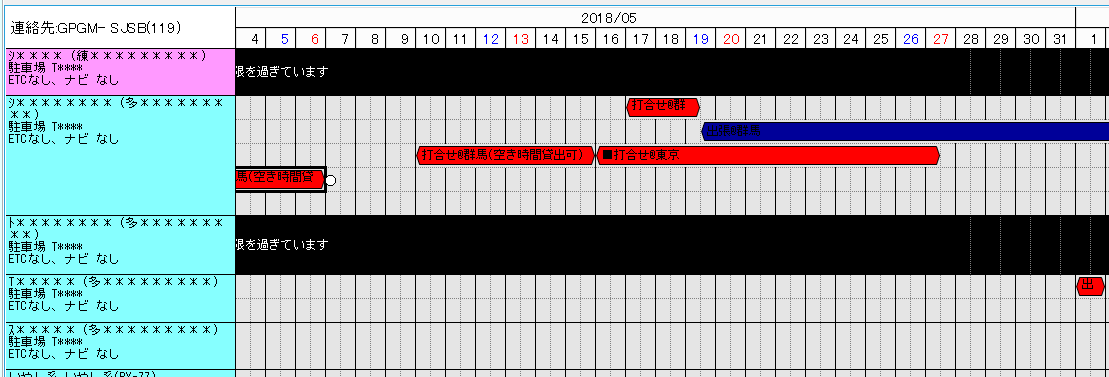 連絡先:GPGM- SJSB(119)
2018/05
4 5 6 7 8 9 10 11 12 13 14 15 16 17 18 19 20 21 22 23 24 25 26 27 28 29 30 31 1
ｼ＊＊＊＊ (練＊＊＊＊＊＊＊＊＊)
駐車場 T****
ETCなし、ナビ なし
限を過ぎています
ｼ＊＊＊＊＊＊＊＊ (多＊＊＊＊＊＊＊
＊＊)
駐車場 T****
ETCなし、ナビ なし
打合せ@群
打合せ@群馬(空き時間貸出可)
■打合せ@東京
馬(空き時間貸
ﾄ＊＊＊＊＊＊＊＊ (多＊＊＊＊＊＊＊
＊＊)
駐車場 T****
ETCなし、ナビ なし
限を過ぎています
T＊＊＊＊＊ (多＊＊＊＊＊＊＊＊＊)
駐車場 T****
ETCなし、ナビ なし
出
ｽ＊＊＊＊＊ (多＊＊＊＊＊＊＊＊＊)
駐車場 T****
ETCなし、ナビ なし